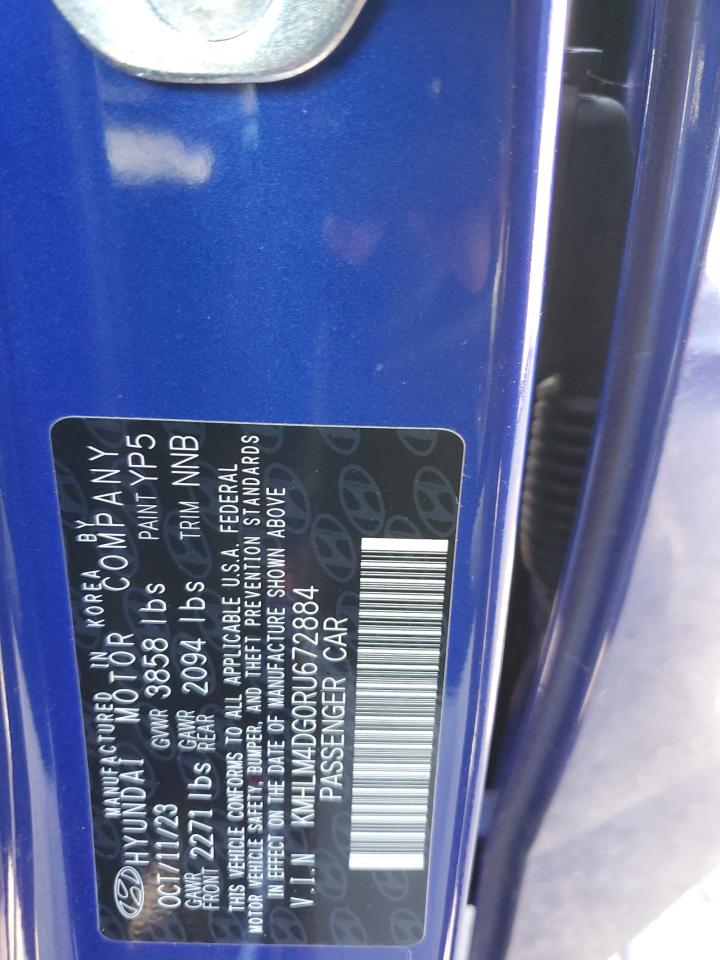 MANUFACTURED IN KOREA BY
HYUNDAI MOTOR COMPANY
OCT/11/23 GVWR 3858 lbs PAINT YP5
GAWR FRONT 2271 lbs GAWR REAR 2094 lbs TRIM NNB
THIS VEHICLE CONFORMS TO ALL APPLICABLE U.S.A. FEDERAL
MOTOR VEHICLE SAFETY, BUMPER, AND THEFT PREVENTION STANDARDS
IN EFFECT ON THE DATE OF MANUFACTURE SHOWN ABOVE
V.I.N KMHLM4DG0RU672884
PASSENGER CAR